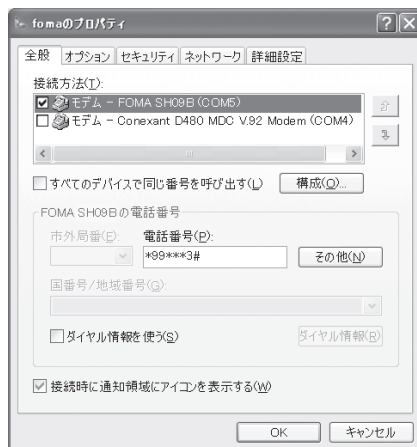 fomaのプロパティ
全般 オプション セキュリティ ネットワーク 詳細設定
接続方法(T):
モデム - FOMA SH09B (COM5)
モデム - Conexant D480 MDC V.92 Modem (COM4)
すべてのデバイスで同じ番号を呼び出す(L) 構成(O)...
FOMA SH09Bの電話番号
市外局番(E): 電話番号(P):
*99***3# その他(N)
国番号/地域番号(G):
ダイヤル情報を使う(S) ダイヤル情報(R)
接続時に通知領域にアイコンを表示する(W)
OK キャンセル